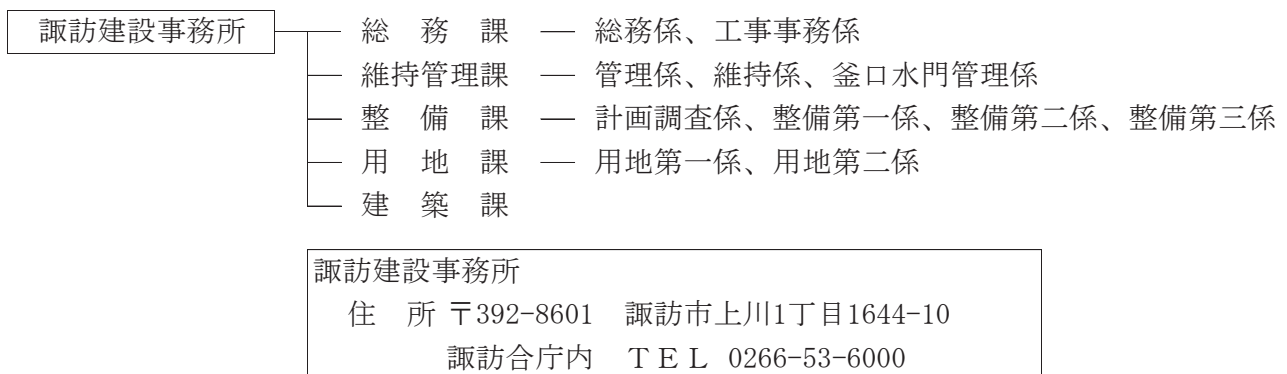 諏訪建設事務所 総　務　課 ― 総務係、工事事務係
維持管理課 ― 管理係、維持係、釜口水門管理係
整　備　課 ― 計画調査係、整備第一係、整備第二係、整備第三係
用　地　課 ― 用地第一係、用地第二係
建　築　課
諏訪建設事務所
住　所 〒392-8601　諏訪市上川1丁目1644-10
諏訪合庁内　ＴＥＬ 0266-53-6000